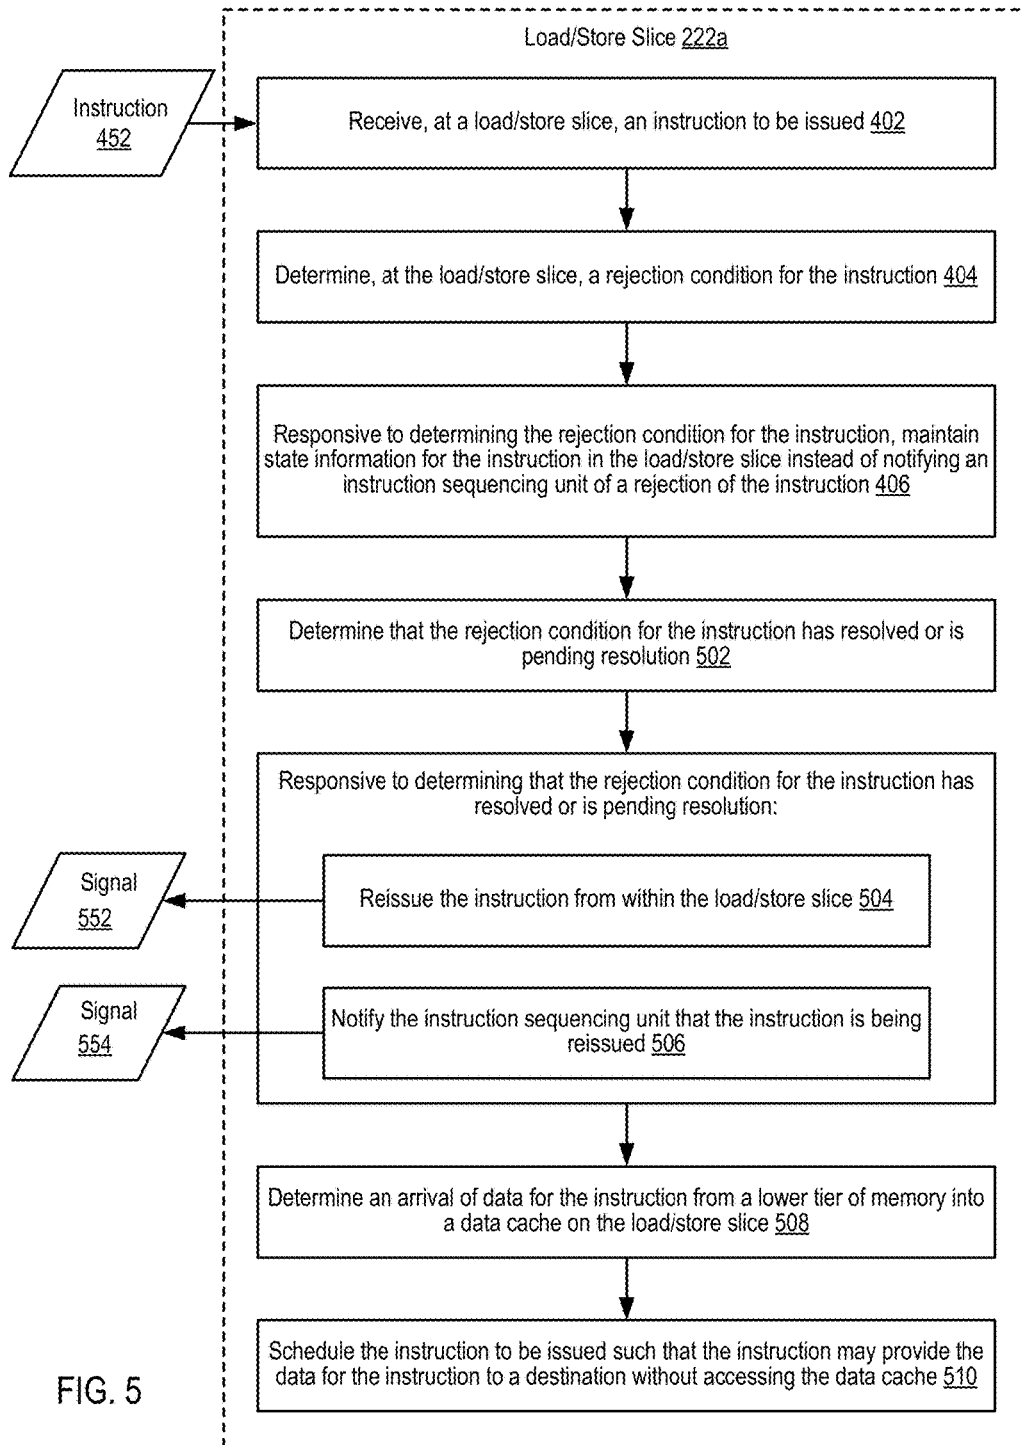 Load/Store Slice 222a
Instruction
452
Receive, at a load/store slice, an instruction to be issued 402
Determine, at the load/store slice, a rejection condition for the instruction 404
Responsive to determining the rejection condition for the instruction, maintain
state information for the instruction in the load/store slice instead of notifying an
instruction sequencing unit of a rejection of the instruction 406
Determine that the rejection condition for the instruction has resolved or is
pending resolution 502
Responsive to determining that the rejection condition for the instruction has
resolved or is pending resolution:
Signal
552
Reissue the instruction from within the load/store slice 504
Signal
554
Notify the instruction sequencing unit that the instruction is being
reissued 506
Determine an arrival of data for the instruction from a lower tier of memory into
a data cache on the load/store slice 508
Schedule the instruction to be issued such that the instruction may provide the
data for the instruction to a destination without accessing the data cache 510
FIG. 5